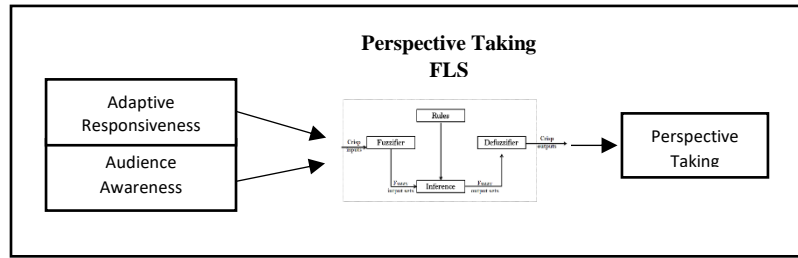 Perspective Taking
FLS
Adaptive
Responsiveness
Audience
Awareness
Rules
Crisp
inputs
Fuzzifier
Defuzzifier
Crisp
outputs
Fuzzy
input sets
Inference
Fuzzy
output sets
Perspective
Taking